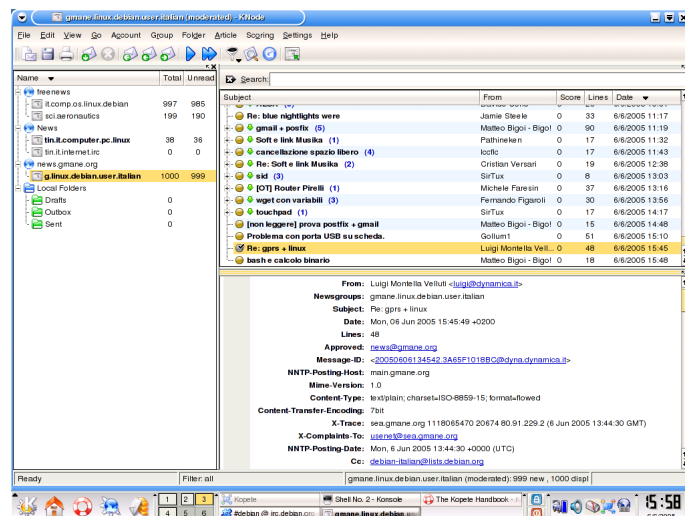 gmane.linux.debian.user.italian (moderated) - KNode
File Edit View Go Account Group Folder Article Scoring Settings Help
Name Total Unread
freenews
it.comp.os.linux.debian 997 985
sci.aeronautics 199 190
News
tin.it.computer.pc.linux 38 36
tin.it.internet.irc 0 0
news.gmane.org
g.linux.debian.user.italian 1000 999
Local Folders
Drafts 0
Outbox 0
Sent 0
Search:
Subject From Score Lines Date
Re: blue nightlights were Jamie Steele 0 33 6/6/2005 11:17
gmail + postfix (5) Matteo Bigoi - Bigo! 0 90 6/6/2005 11:19
Soft e link Musika (1) Pathineken 0 17 6/6/2005 11:32
cancellazione spazio libero (4) lccfic 0 17 6/6/2005 11:43
Re: Soft e link Musika (2) Cristian Versari 0 19 6/6/2005 12:38
sid (3) SirTux 0 8 6/6/2005 13:03
[OT] Router Pirelli (1) Michele Faresin 0 37 6/6/2005 13:16
wget con variabili (3) Fernando Figaroli 0 30 6/6/2005 13:56
touchpad (1) SirTux 0 17 6/6/2005 14:17
[non leggere] prova postfix + gmail Matteo Bigoi - Bigo! 0 15 6/6/2005 14:48
Problema con porta USB su scheda. Gollum1 0 51 6/6/2005 15:10
Re: gprs + linux Luigi Montella Vell... 0 48 6/6/2005 15:45
bash e calcolo binario Matteo Bigoi - Bigo! 0 18 6/6/2005 15:48
From: Luigi Montella Velluti <luigi@dynamica.it>
Newsgroups: gmane.linux.debian.user.italian
Subject: Re: gprs + linux
Date: Mon, 06 Jun 2005 15:45:49 +0200
Lines: 48
Approved: news@gmane.org
Message-ID: <20050606134542.3A65F1018BC@dyna.dynamica.it>
NNTP-Posting-Host: main.gmane.org
Mime-Version: 1.0
Content-Type: text/plain; charset=ISO-8859-15; format=flowed
Content-Transfer-Encoding: 7bit
X-Trace: sea.gmane.org 1118065470 20674 80.91.229.2 (6 Jun 2005 13:44:30 GMT)
X-Complaints-To: usenet@sea.gmane.org
NNTP-Posting-Date: Mon, 6 Jun 2005 13:44:30 +0000 (UTC)
Cc: debian-italian@lists.debian.org
Ready Filter: all gmane.linux.debian.user.italian (moderated): 999 new , 1000 displ
1 2 3 Kopete Shell No. 2 - Konsole The Kopete Handbook - 15:58
4 5 6 #debian @ irc.debian.org gmane.linux.debian.us